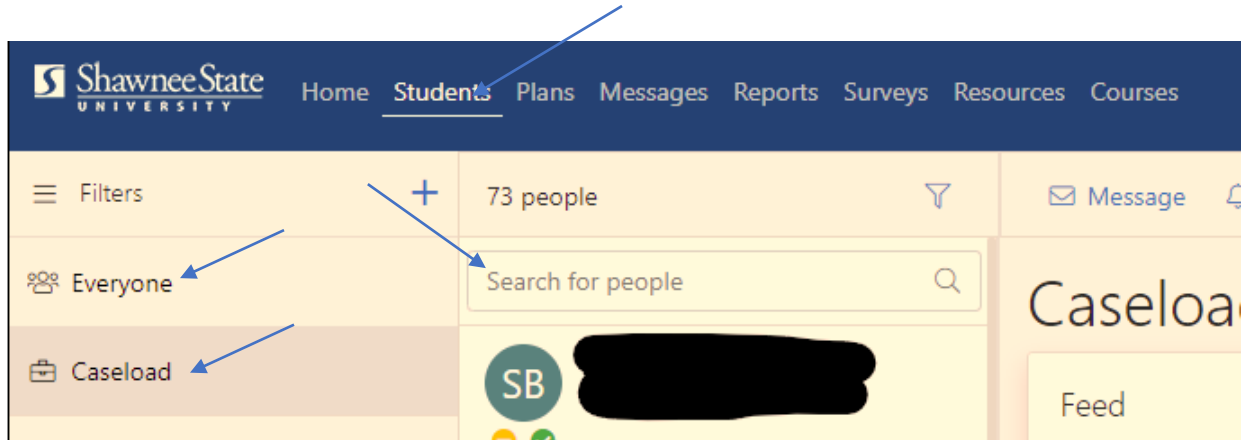 Shawnee State
UNIVERSITY
Home Students Plans Messages Reports Surveys Resources Courses
Filters
73 people
Message
Everyone
Search for people
Caseload
SB
Feed